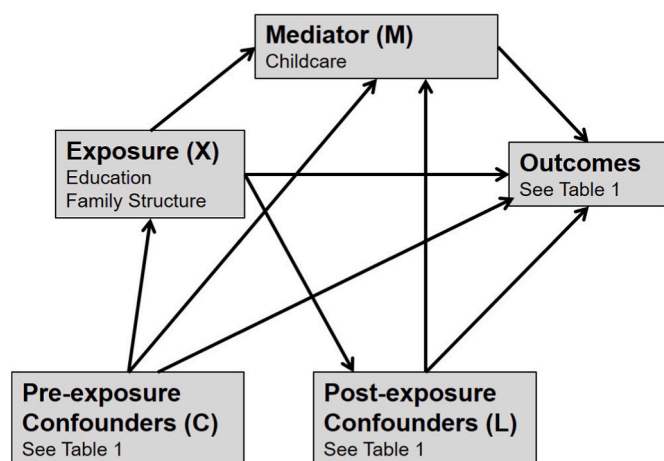 Mediator (M)
Childcare
Exposure (X)
Education
Family Structure
Outcomes
See Table 1
Pre-exposure
Confounders (C)
See Table 1
Post-exposure
Confounders (L)
See Table 1